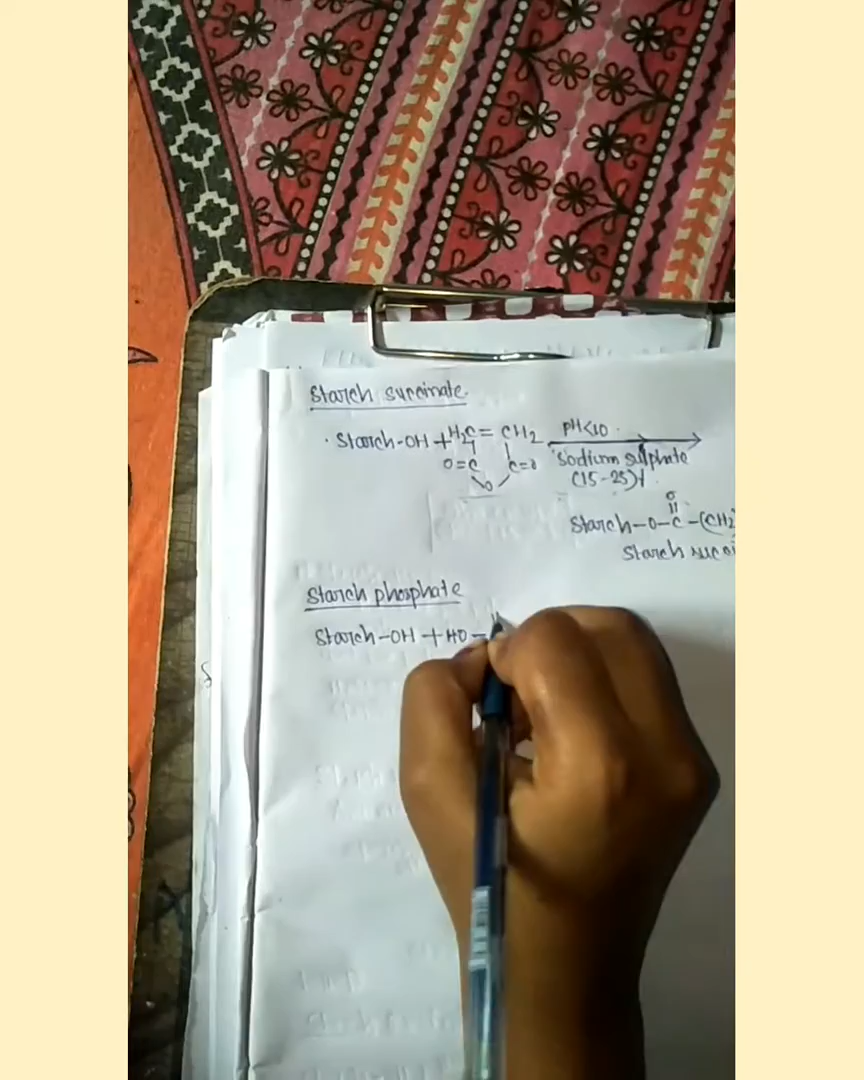 Starch succinate.
. Starch-OH + H2C = CH2 pH<10 .
O=C C=O Sodium sulphate
O (15-25)%
O
Starch-O-C-(CH2
Starch succi
Starch phosphate
Starch-OH + HO-